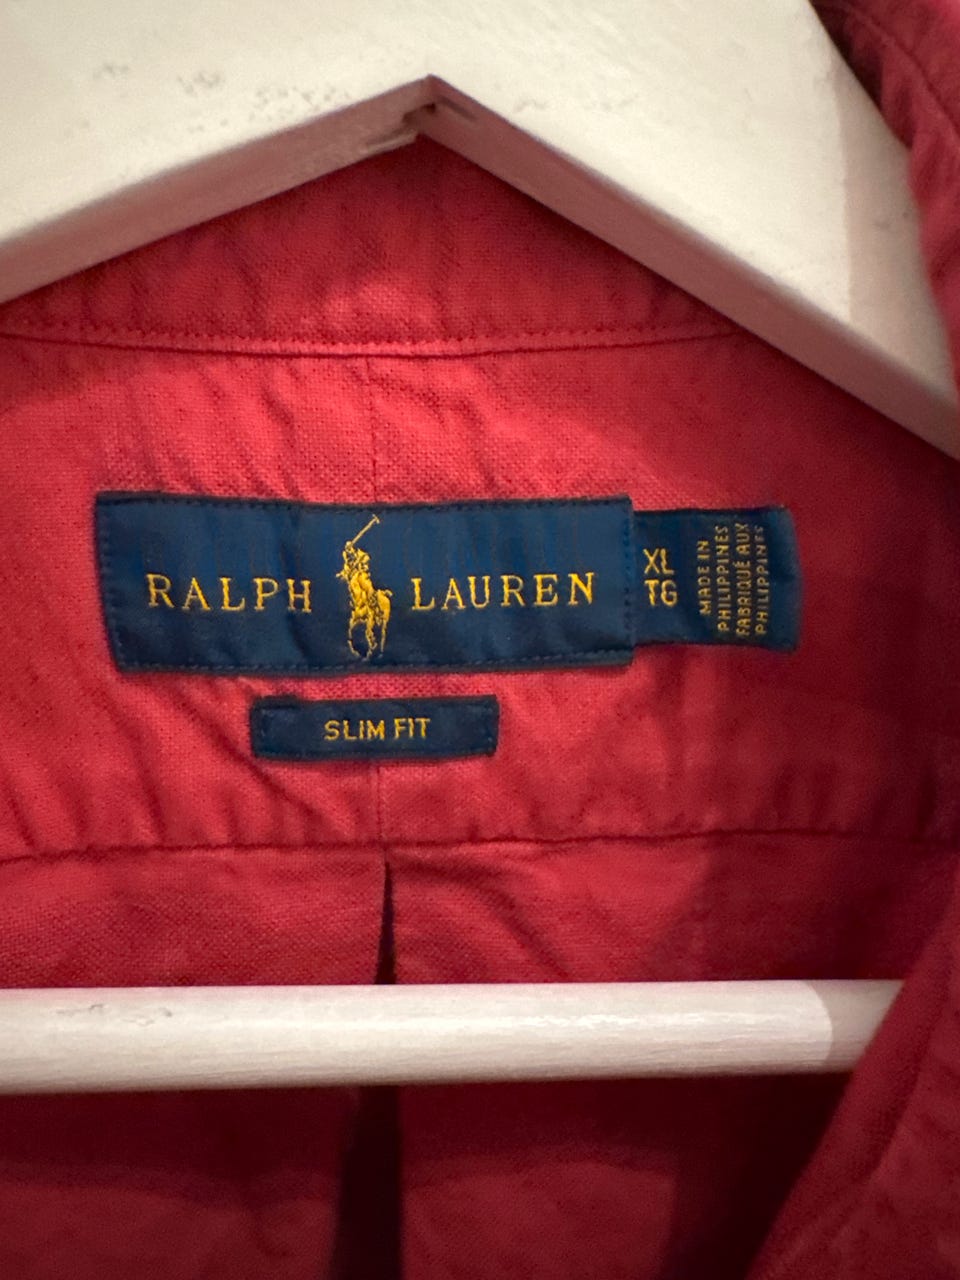 RALPH LAUREN
XL
TG
MADE IN
PHILIPPINES
FABRIQUÉ AUX
PHILIPPINES
SLIM FIT